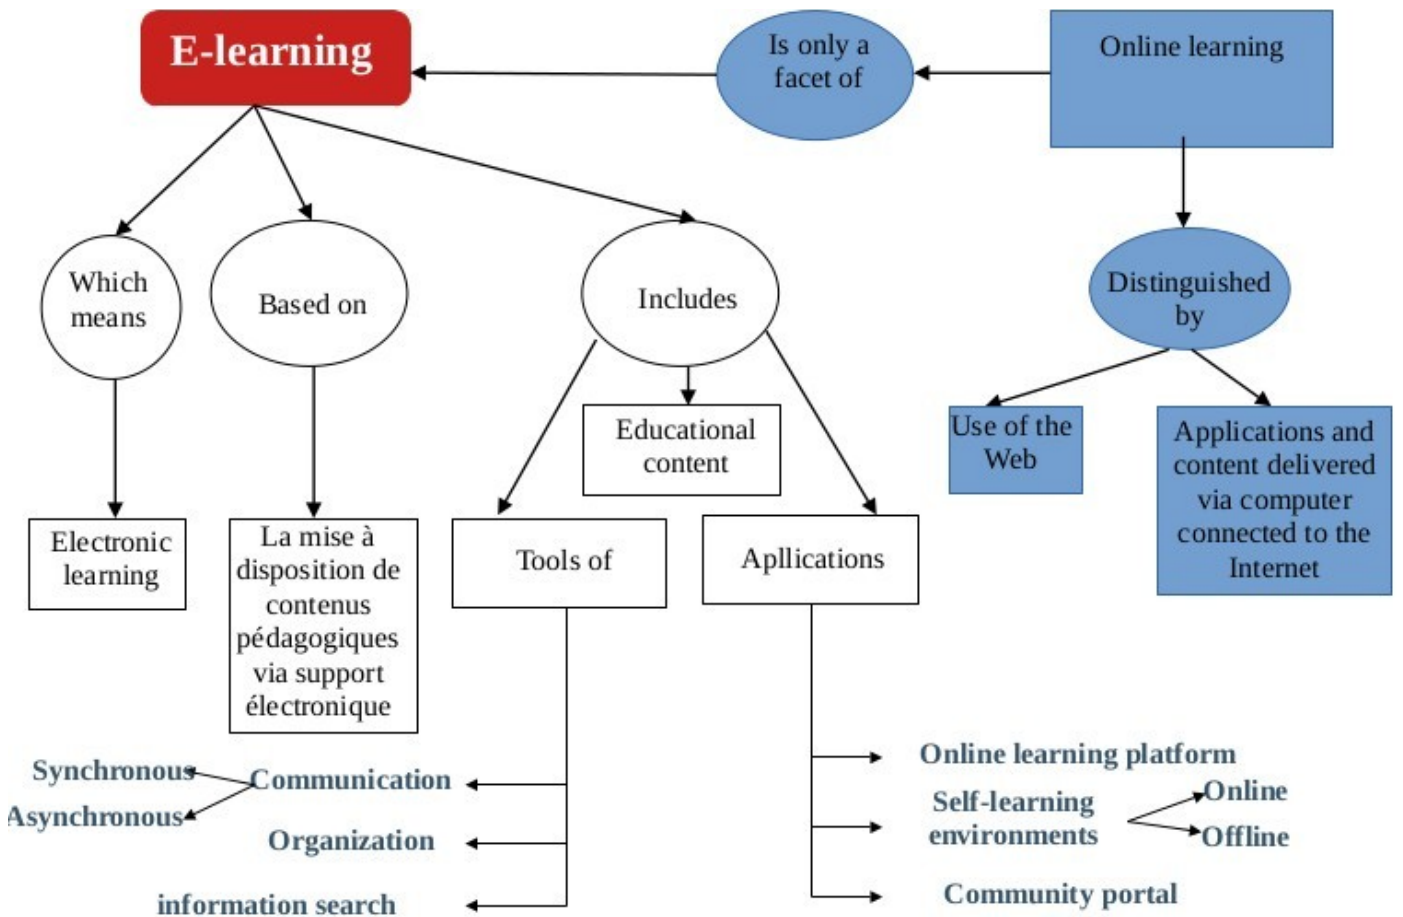 E-learning
Is only a
facet of
Online learning
Which
means
Based on
Includes
Distinguished
by
Educational
content
Use of the
Web
Applications and
content delivered
via computer
connected to the
Internet
Electronic
learning
La mise à
disposition de
contenus
pédagogiques
via support
électronique
Tools of
Apllications
Synchronous
Asynchronous
Communication
Organization
information search
Online learning platform
Self-learning
environments
Online
Offline
Community portal